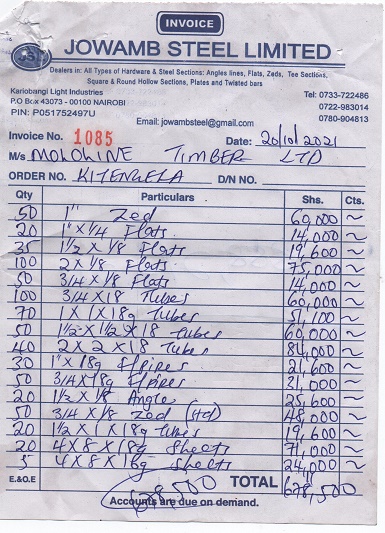 INVOICE
JSL
JOWAMB STEEL LIMITED
Dealers in: All Types of Hardware & Steel Sections: Angles lines, Flats, Zeds, Tee Sections,
Square & Round Hollow Sections, Plates and Twisted bars
Kariobangi Light Industries
P.O Box 43073 - 00100 NAIROBI
PIN: P051752497U
Tel: 0733-722486
0722-983014
0780-904813
Email: jowambsteel@gmail.com
Invoice No. 1085 Date: 20/10/2021
M/s MOLOLINE TIMBER LTD
ORDER NO. KITENGELA D/N NO.
Qty Particulars Shs. Cts.
50 1" Zed 60,000 ~
20 1" X 1/4 Flats 14,000 ~
35 1 1/2 X 1/8 Flats 19,600 ~
100 2 X 1/8 Flats 75,000 ~
50 3/4 X 1/8 Flats 14,000 ~
100 3/4 X 18 Tubes 60,000 ~
70 1 X 1 X 18g Tubes 51,100 ~
50 1 1/2 X 1 1/2 X 18 tubes 60,000 ~
40 2 X 2 X 18 Tubes 84,000 ~
30 1" X 18g F/pipes 21,600 ~
50 3/4 X 18g F/pipes 31,000 ~
20 1 1/2 X 1/8 Angle 25,600 ~
50 3/4 X 1/8 Zed (std) 48,000 ~
20 1 1/2 X 1 X 18g Tubes 19,600 ~
20 4 X 8 X 18g Sheets 71,000 ~
5 4 X 8 X 16g Sheets 24,000 ~
E.&O.E 678,500 TOTAL 678,500
Accounts are due on demand.